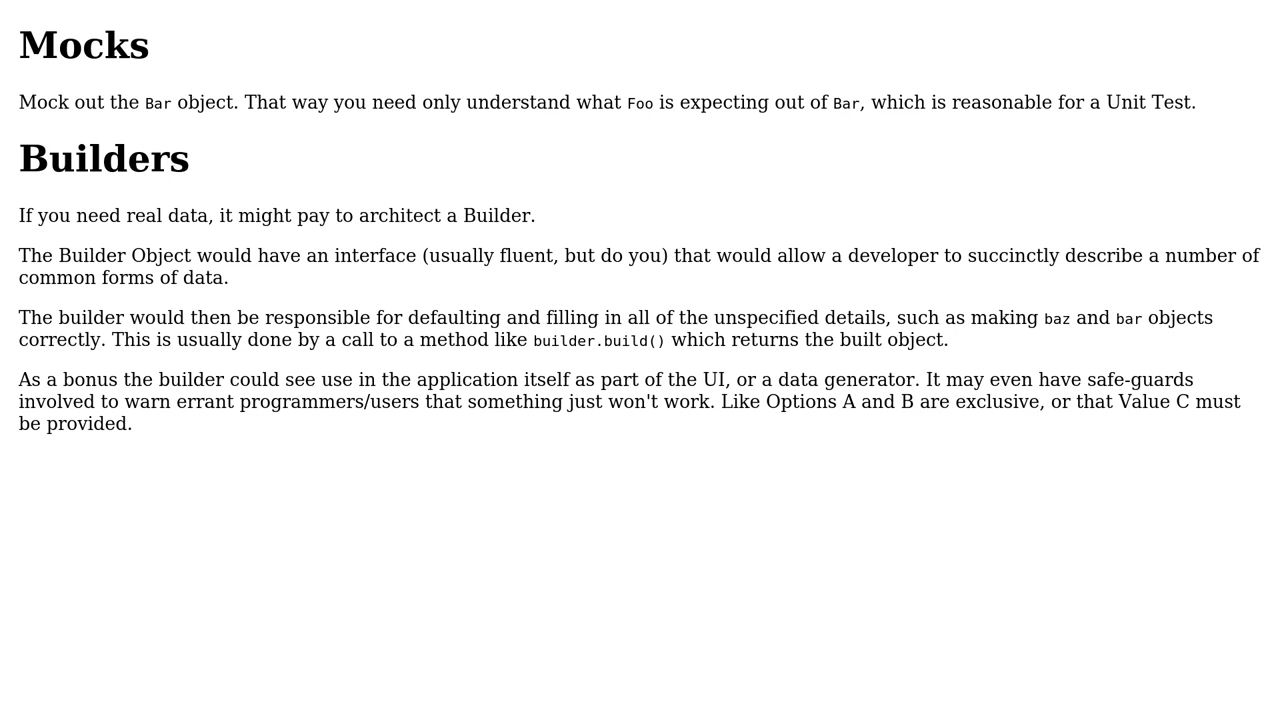 Mocks
Mock out the Bar object. That way you need only understand what Foo is expecting out of Bar, which is reasonable for a Unit Test.
Builders
If you need real data, it might pay to architect a Builder.
The Builder Object would have an interface (usually fluent, but do you) that would allow a developer to succinctly describe a number of
common forms of data.
The builder would then be responsible for defaulting and filling in all of the unspecified details, such as making baz and bar objects
correctly. This is usually done by a call to a method like builder.build() which returns the built object.
As a bonus the builder could see use in the application itself as part of the UI, or a data generator. It may even have safe-guards
involved to warn errant programmers/users that something just won't work. Like Options A and B are exclusive, or that Value C must
be provided.